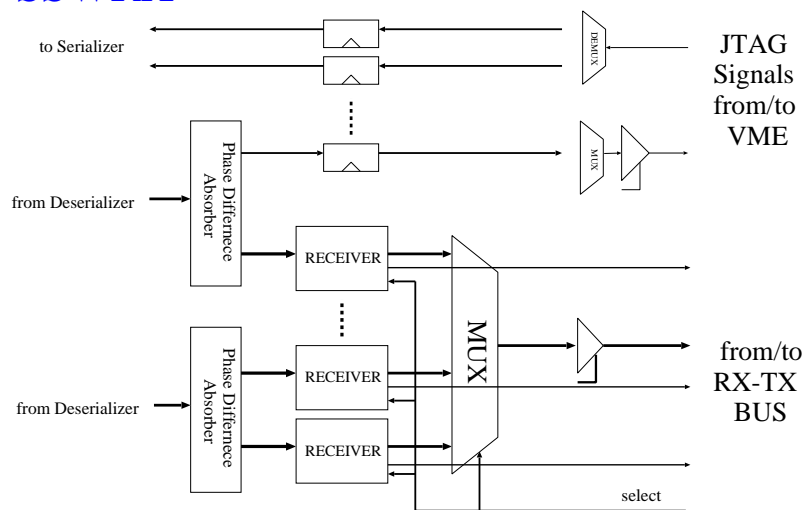 to Serializer
DEMUX
JTAG
Signals
from/to
VME
MUX
Phase Differnece
Absorber
from Deserializer
RECEIVER
MUX
from/to
RX-TX
BUS
Phase Differnece
Absorber
from Deserializer
RECEIVER
RECEIVER
select